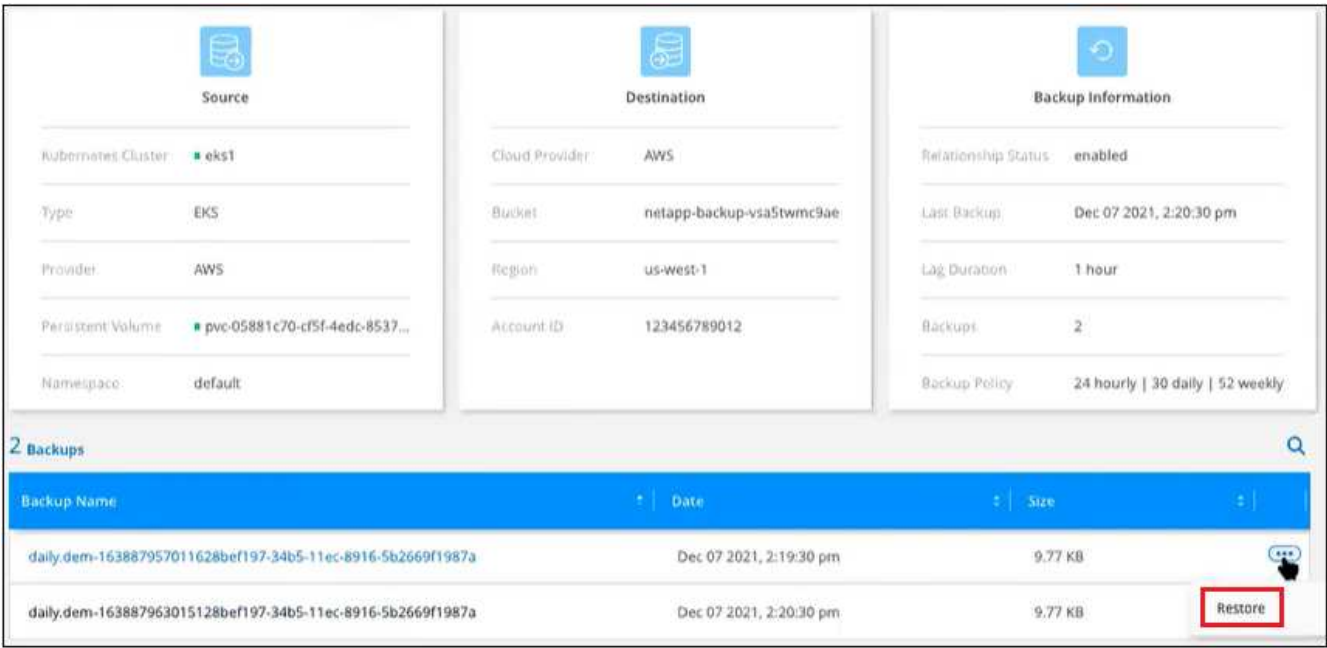 Source
Kubernetes Cluster eks1
Type EKS
Provider AWS
Persistent Volume pvc-05881c70-cf5f-4edc-8537...
Namespace default
Destination
Cloud Provider AWS
Bucket netapp-backup-vsa5twmc9ae
Region us-west-1
Account ID 123456789012
Backup Information
Relationship Status enabled
Last Backup Dec 07 2021, 2:20:30 pm
Lag Duration 1 hour
Backups 2
Backup Policy 24 hourly | 30 daily | 52 weekly
2 Backups
Backup Name Date Size
daily.dem-163887957011628bef197-34b5-11ec-8916-5b2669f1987a Dec 07 2021, 2:19:30 pm 9.77 KB
daily.dem-163887963015128bef197-34b5-11ec-8916-5b2669f1987a Dec 07 2021, 2:20:30 pm 9.77 KB
Restore